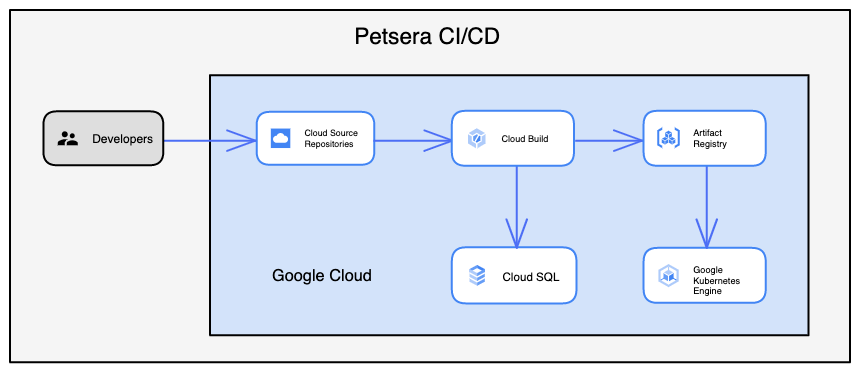 Petsera CI/CD
Developers
Cloud Source
Repositories
Cloud Build
Artifact
Registry
Google Cloud
Cloud SQL
Google
Kubernetes
Engine